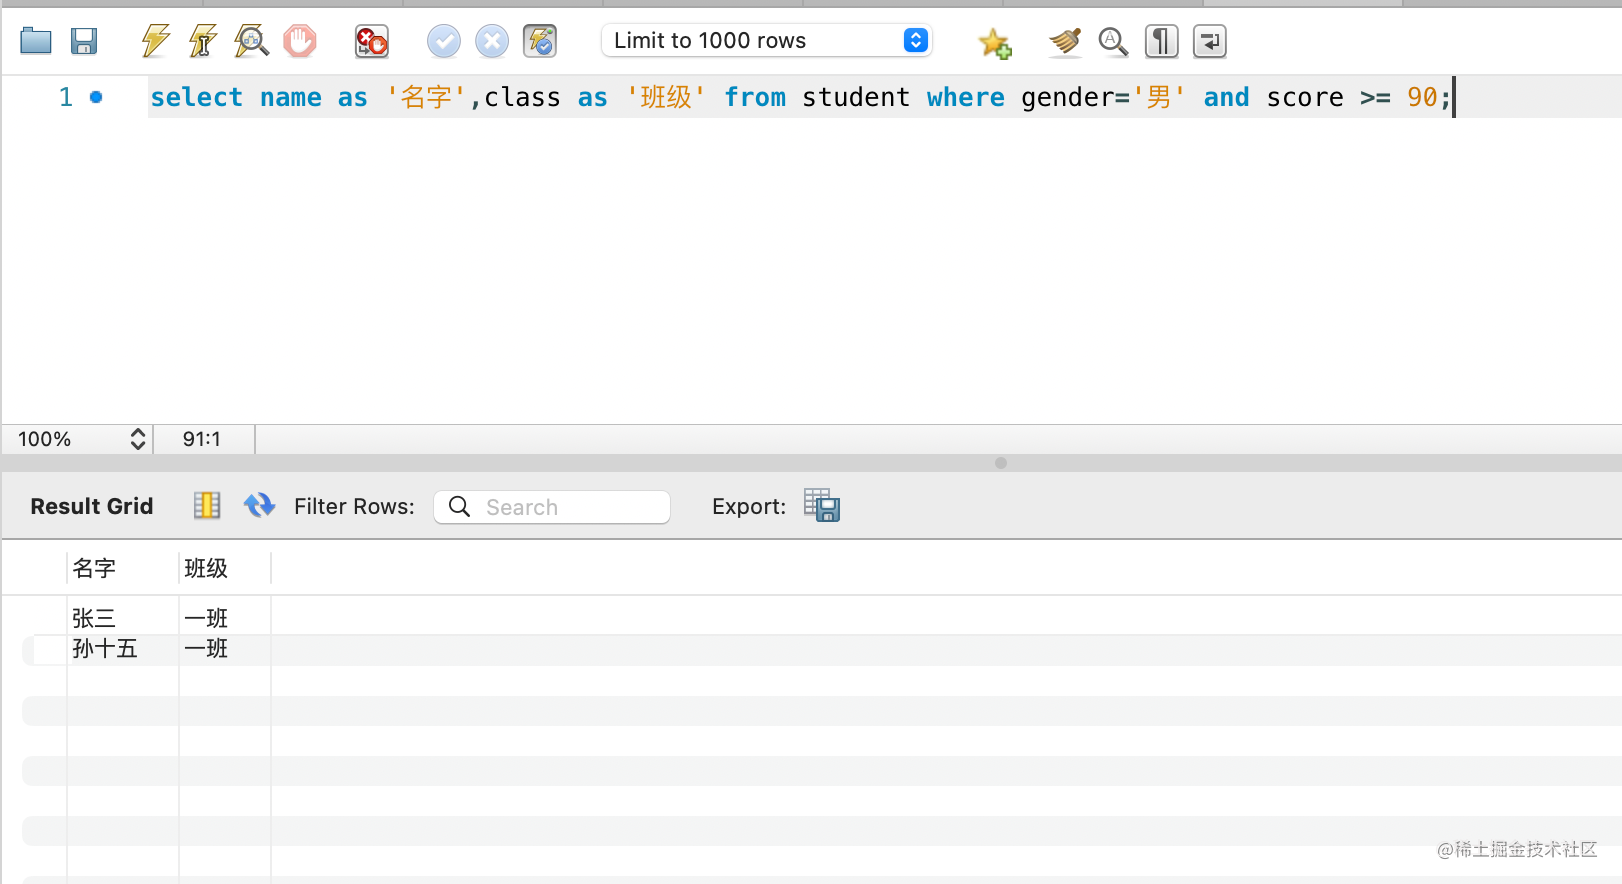 Limit to 1000 rows
1 select name as '名字',class as '班级' from student where gender='男' and score >= 90;
100% 91:1
Result Grid Filter Rows: Search Export:
名字 班级
张三 一班
孙十五 一班
@稀土掘金技术社区